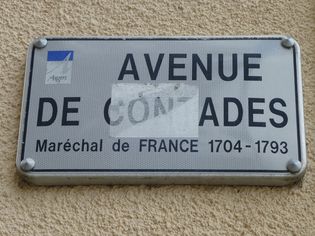 Angers
AVENUE
DE CONTADES
Maréchal de FRANCE 1704-1793